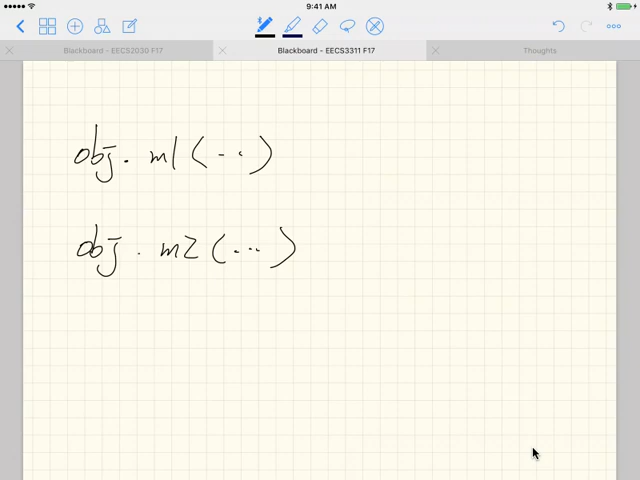 9:41 AM
Blackboard - EECS2030 F17
Blackboard - EECS3311 F17
Thoughts
obj. m1 (...)
obj. m2 (...)